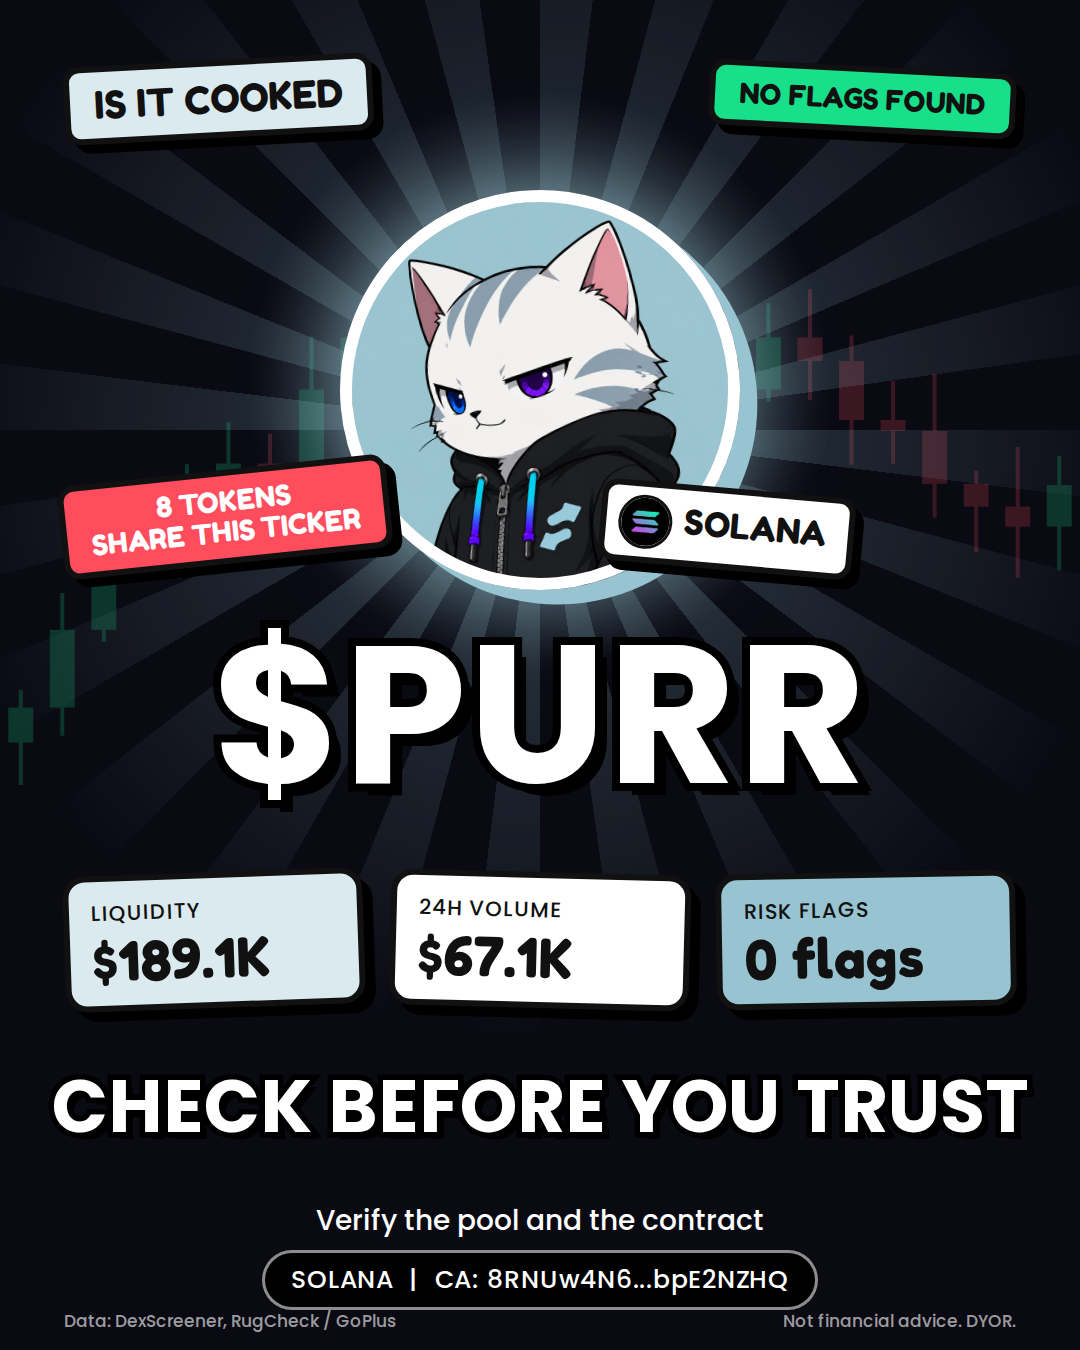 IS IT COOKED
NO FLAGS FOUND
8 TOKENS
SHARE THIS TICKER
SOLANA
$PURR
LIQUIDITY
$189.1K
24H VOLUME
$67.1K
RISK FLAGS
0 flags
CHECK BEFORE YOU TRUST
Verify the pool and the contract
SOLANA | CA: 8RNUw4N6...bpE2NZHQ
Data: DexScreener, RugCheck / GoPlus
Not financial advice. DYOR.